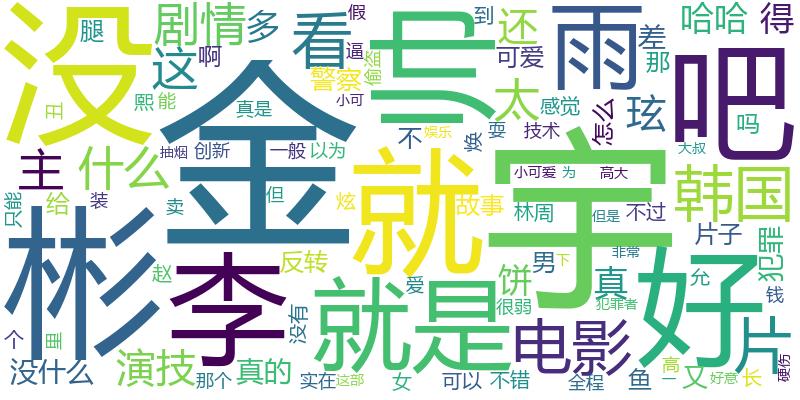 没
腿
剧情
多
看
到
还
雨
差
哈哈
得
假
逼
这
啊
警察
偷盗
可爱
那
吧
丑
熙
能
真是
金
小可
太
感觉
怎么
玹
吗
不
娱乐
焕
耍
技术
大叔
主
什么
抽烟
创新
一般
以为
就
宇
小可爱
为
高大
韩国
只能
给
装
卖
但
炫
故事
林周
但是
不过
彬
李
反转
饼
男
下
非常
片子
犯罪
赵
爱
真
好
允
钱
个
里
没有
就是
很弱
犯罪者
电影
片
没什么
演技
那个
真的
实在
这部
女
可以
不错
全程
鱼
高
一
又
好意
长
硬伤